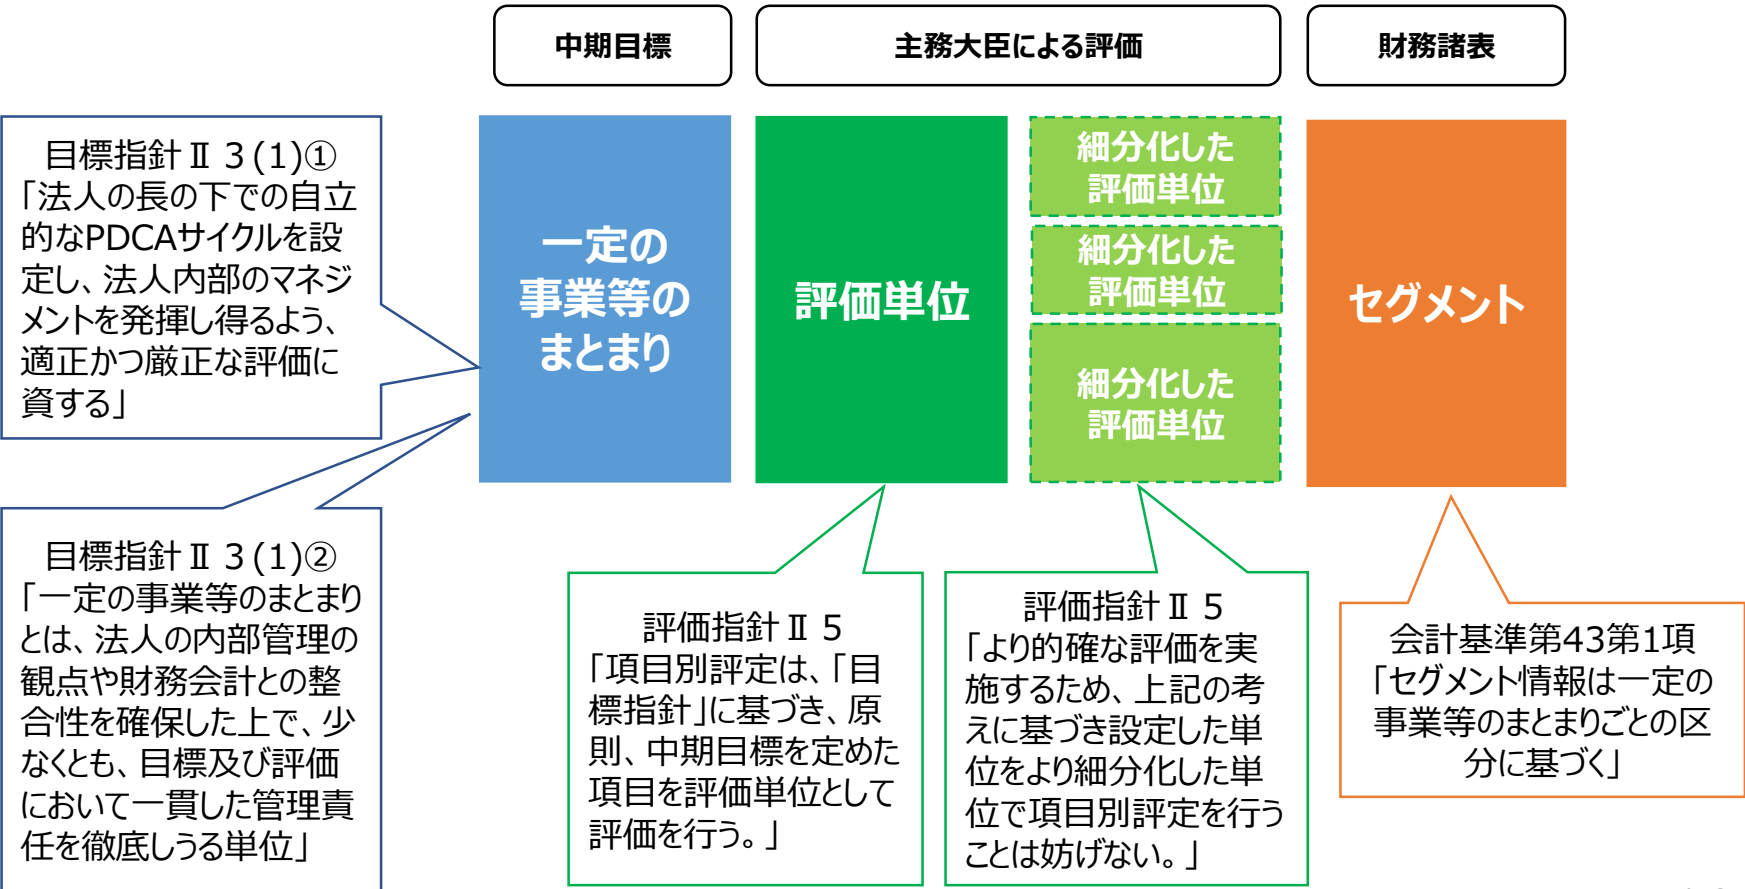 中期目標
主務大臣による評価
財務諸表
目標指針Ⅱ３(1)①
「法人の長の下での自立
的なPDCAサイクルを設
定し、法人内部のマネジ
メントを発揮し得るよう、
適正かつ厳正な評価に
資する」
一定の
事業等の
まとまり
評価単位
細分化した
評価単位
細分化した
評価単位
細分化した
評価単位
セグメント
目標指針Ⅱ３(1)②
「一定の事業等のまとまり
とは、法人の内部管理の
観点や財務会計との整
合性を確保した上で、少
なくとも、目標及び評価
において一貫した管理責
任を徹底しうる単位」
評価指針Ⅱ５
「項目別評定は、「目
標指針」に基づき、原
則、中期目標を定めた
項目を評価単位として
評価を行う。」
評価指針Ⅱ５
「より的確な評価を実
施するため、上記の考
えに基づき設定した単
位をより細分化した単
位で項目別評定を行う
ことは妨げない。」
会計基準第43第1項
「セグメント情報は一定の
事業等のまとまりごとの区
分に基づく」